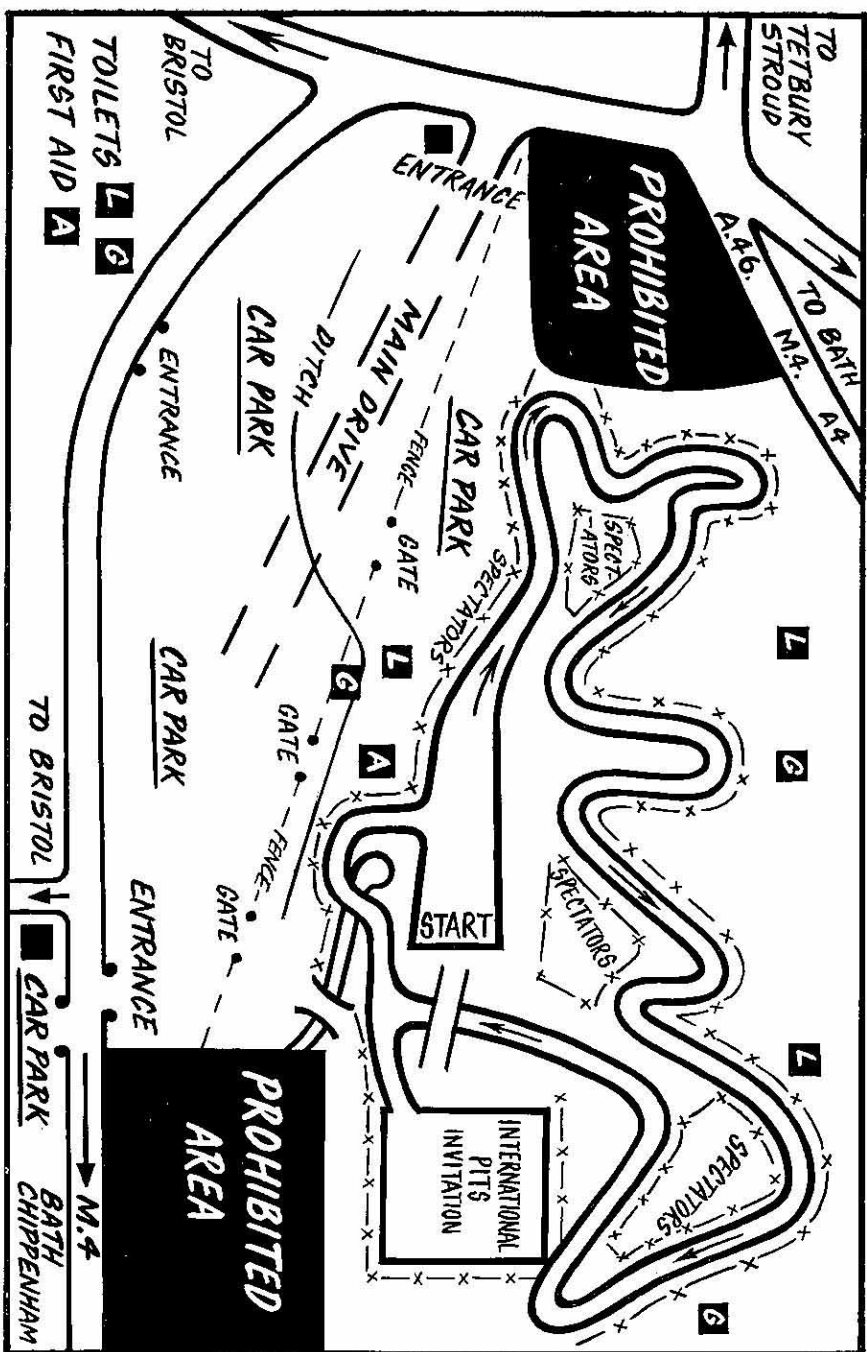 TO
TETBURY
STROUD
TO
BRISTOL
TOILETS L G
FIRST AID A
ENTRANCE
PROHIBITED
AREA
A.46.
TO BATH
M.4. A4
MAIN DRIVE
DITCH
CAR PARK
ENTRANCE
CAR PARK
FENCE
GATE
SPECTATORS
SPECT-
-ATORS
L
G
L
G
A
GATE
FENCE
GATE
CAR PARK
START
SPECTATORS
L
SPECTATORS
G
INTERNATIONAL
PITS
INVITATION
PROHIBITED
AREA
ENTRANCE
TO BRISTOL
CAR PARK
M.4
BATH
CHIPPENHAM